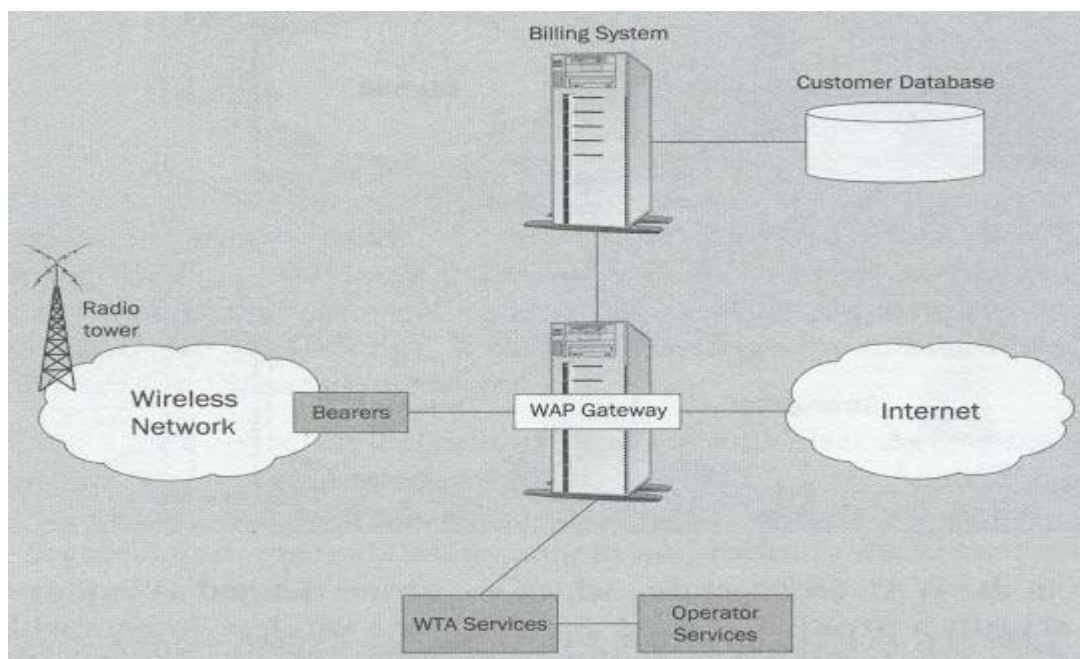 Billing System
Customer Database
Radio
tower
Wireless
Network
Bearers
WAP Gateway
Internet
WTA Services
Operator
Services